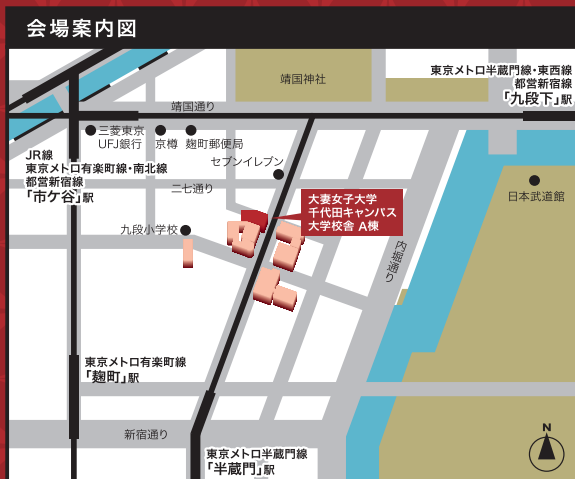 会場案内図
靖国神社
東京メトロ半蔵門線・東西線
都営新宿線
「九段下」駅
靖国通り
三菱東京
UFJ銀行
京樽
麹町郵便局
JR線
東京メトロ有楽町線・南北線
都営新宿線
「市ケ谷」駅
セブンイレブン
二七通り
大妻女子大学
千代田キャンパス
大学校舎 A棟
日本武道館
九段小学校
内堀通り
東京メトロ有楽町線
「麹町」駅
新宿通り
東京メトロ半蔵門線
「半蔵門」駅
N